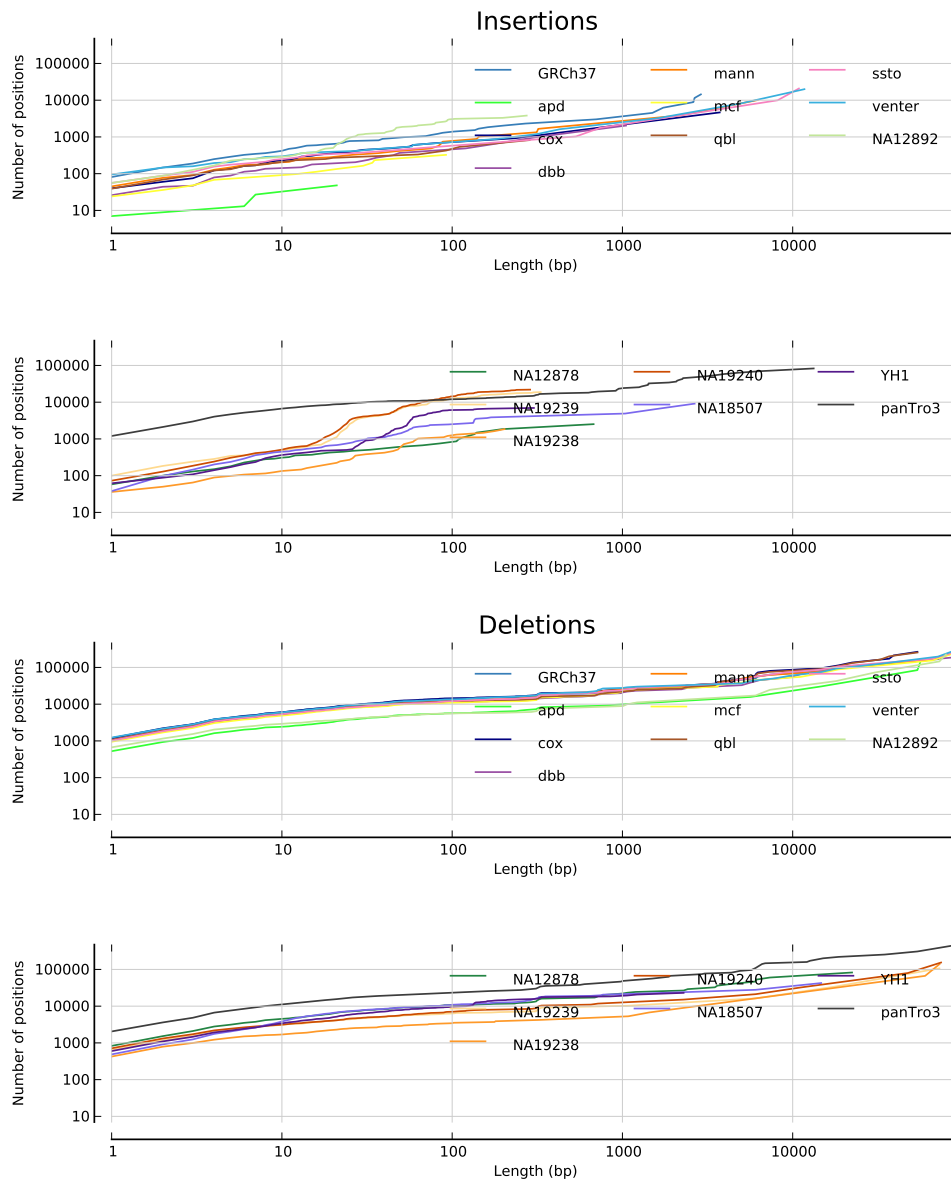 Insertions
Number of positions
100000
10000
1000
100
10
GRCh37 mann ssto
apd mcf venter
cox qbl NA12892
dbb
1 10 100 1000 10000
Length (bp)
Number of positions
100000
10000
1000
100
10
NA12878 NA19240 YH1
NA19239 NA18507 panTro3
NA19238
1 10 100 1000 10000
Length (bp)
Deletions
Number of positions
100000
10000
1000
100
10
GRCh37 mann ssto
apd mcf venter
cox qbl NA12892
dbb
1 10 100 1000 10000
Length (bp)
Number of positions
100000
10000
1000
100
10
NA12878 NA19240 YH1
NA19239 NA18507 panTro3
NA19238
1 10 100 1000 10000
Length (bp)